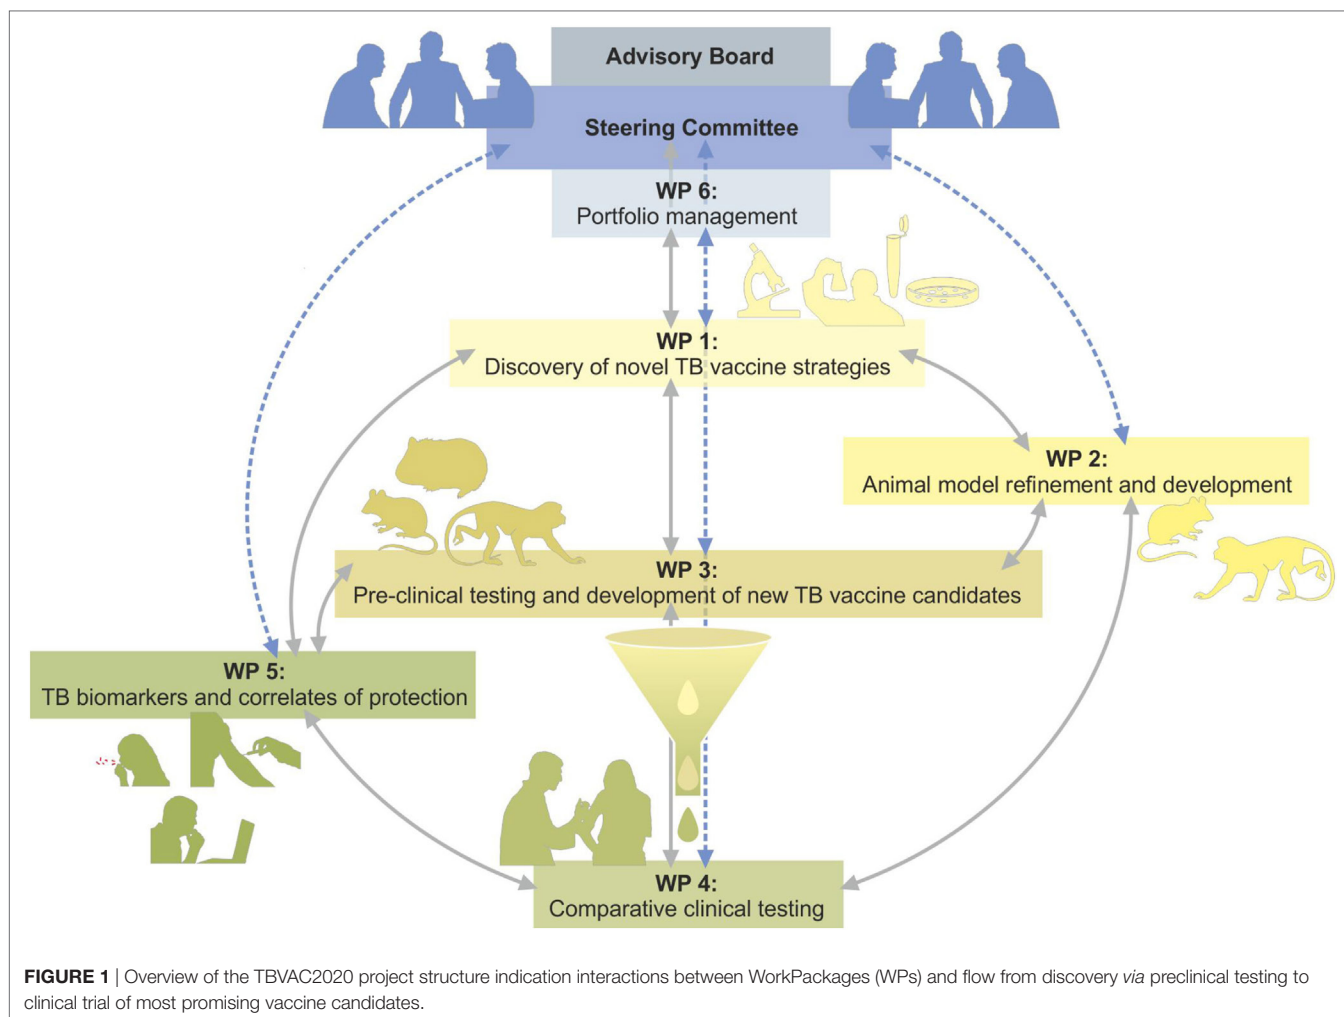 Advisory Board
Steering Committee
WP 6:
Portfolio management
WP 1:
Discovery of novel TB vaccine strategies
WP 2:
Animal model refinement and development
WP 3:
Pre-clinical testing and development of new TB vaccine candidates
WP 5:
TB biomarkers and correlates of protection
WP 4:
Comparative clinical testing
FIGURE 1 | Overview of the TBVAC2020 project structure indication interactions between WorkPackages (WPs) and flow from discovery via preclinical testing to
clinical trial of most promising vaccine candidates.